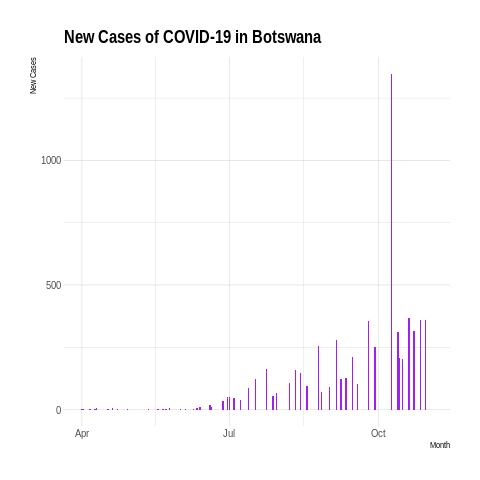 New Cases of COVID-19 in Botswana
New Cases
1000
500
0
Apr
Jul
Oct
Month